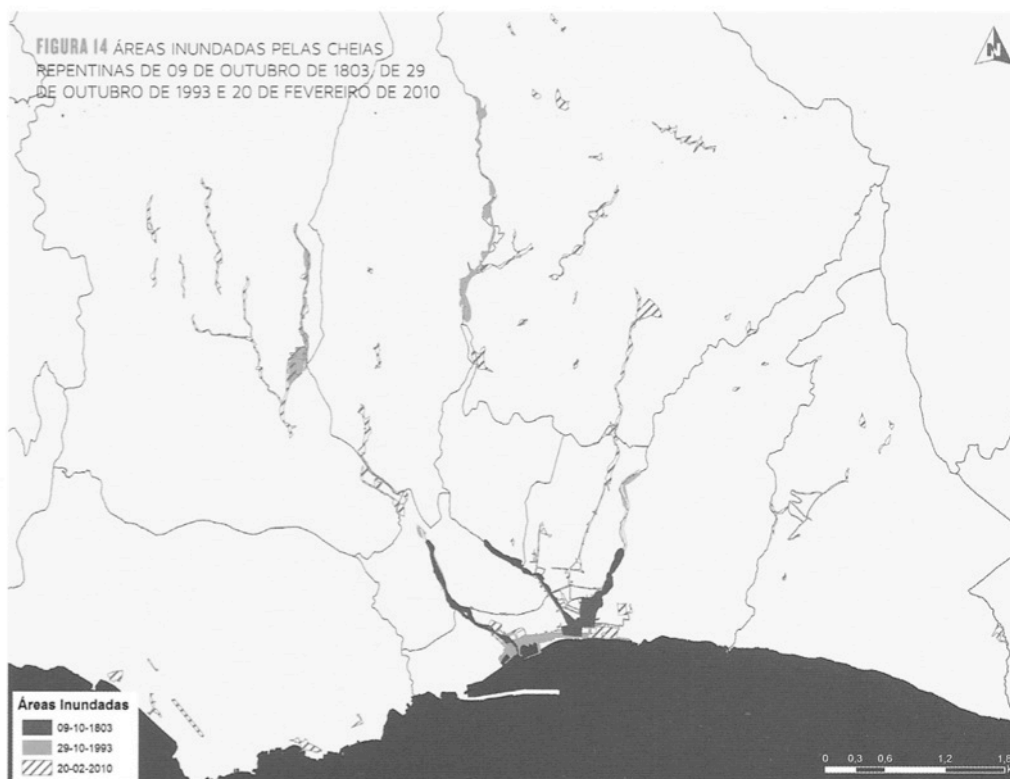 FIGURA 14 ÁREAS INUNDADAS PELAS CHEIAS
REPENTINAS DE 09 DE OUTUBRO DE 1803, DE 29
DE OUTUBRO DE 1993 E 20 DE FEVEREIRO DE 2010
N
Áreas Inundadas
09-10-1803
29-10-1993
20-02-2010
0 0,3 0,6 1,2 1,8